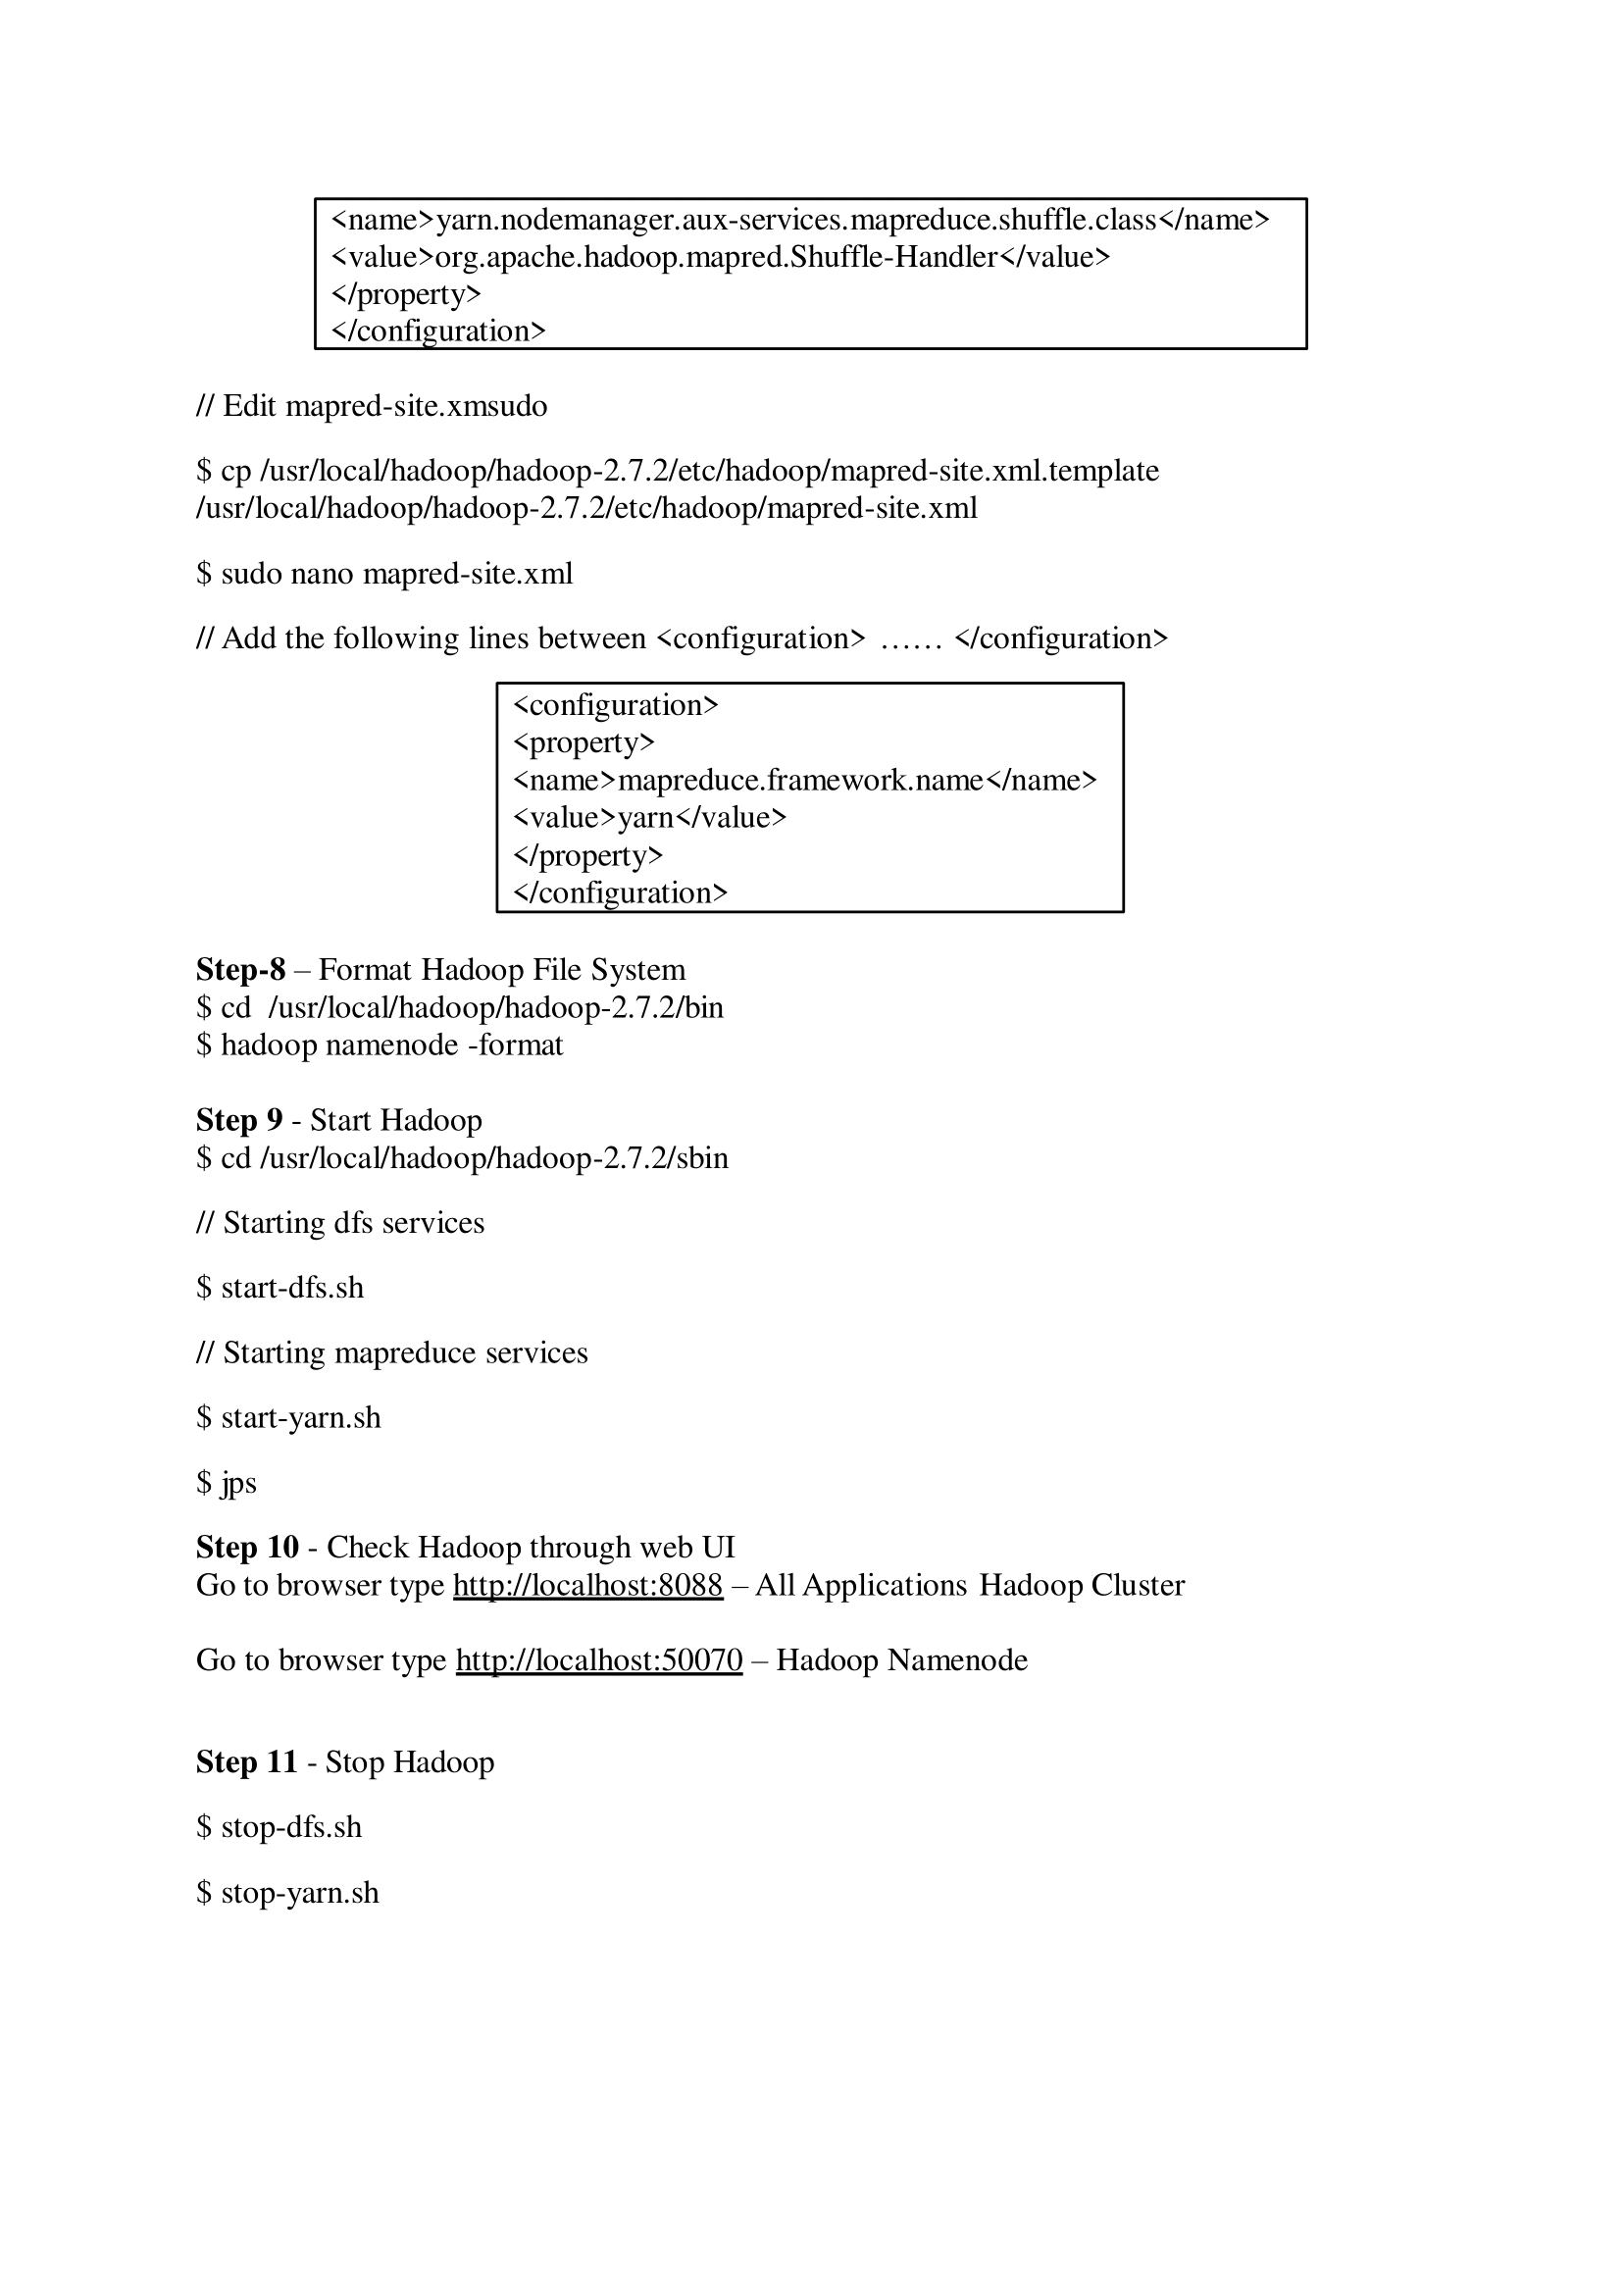 <name>yarn.nodemanager.aux-services.mapreduce.shuffle.class</name>
<value>org.apache.hadoop.mapred.Shuffle-Handler</value>
</property>
</configuration>
// Edit mapred-site.xmsudo
$ cp /usr/local/hadoop/hadoop-2.7.2/etc/hadoop/mapred-site.xml.template
/usr/local/hadoop/hadoop-2.7.2/etc/hadoop/mapred-site.xml
$ sudo nano mapred-site.xml
// Add the following lines between <configuration> …… </configuration>
<configuration>
<property>
<name>mapreduce.framework.name</name>
<value>yarn</value>
</property>
</configuration>
Step-8 – Format Hadoop File System
$ cd  /usr/local/hadoop/hadoop-2.7.2/bin
$ hadoop namenode -format
Step 9 - Start Hadoop
$ cd /usr/local/hadoop/hadoop-2.7.2/sbin
// Starting dfs services
$ start-dfs.sh
// Starting mapreduce services
$ start-yarn.sh
$ jps
Step 10 - Check Hadoop through web UI
Go to browser type http://localhost:8088 – All Applications Hadoop Cluster
Go to browser type http://localhost:50070 – Hadoop Namenode
Step 11 - Stop Hadoop
$ stop-dfs.sh
$ stop-yarn.sh